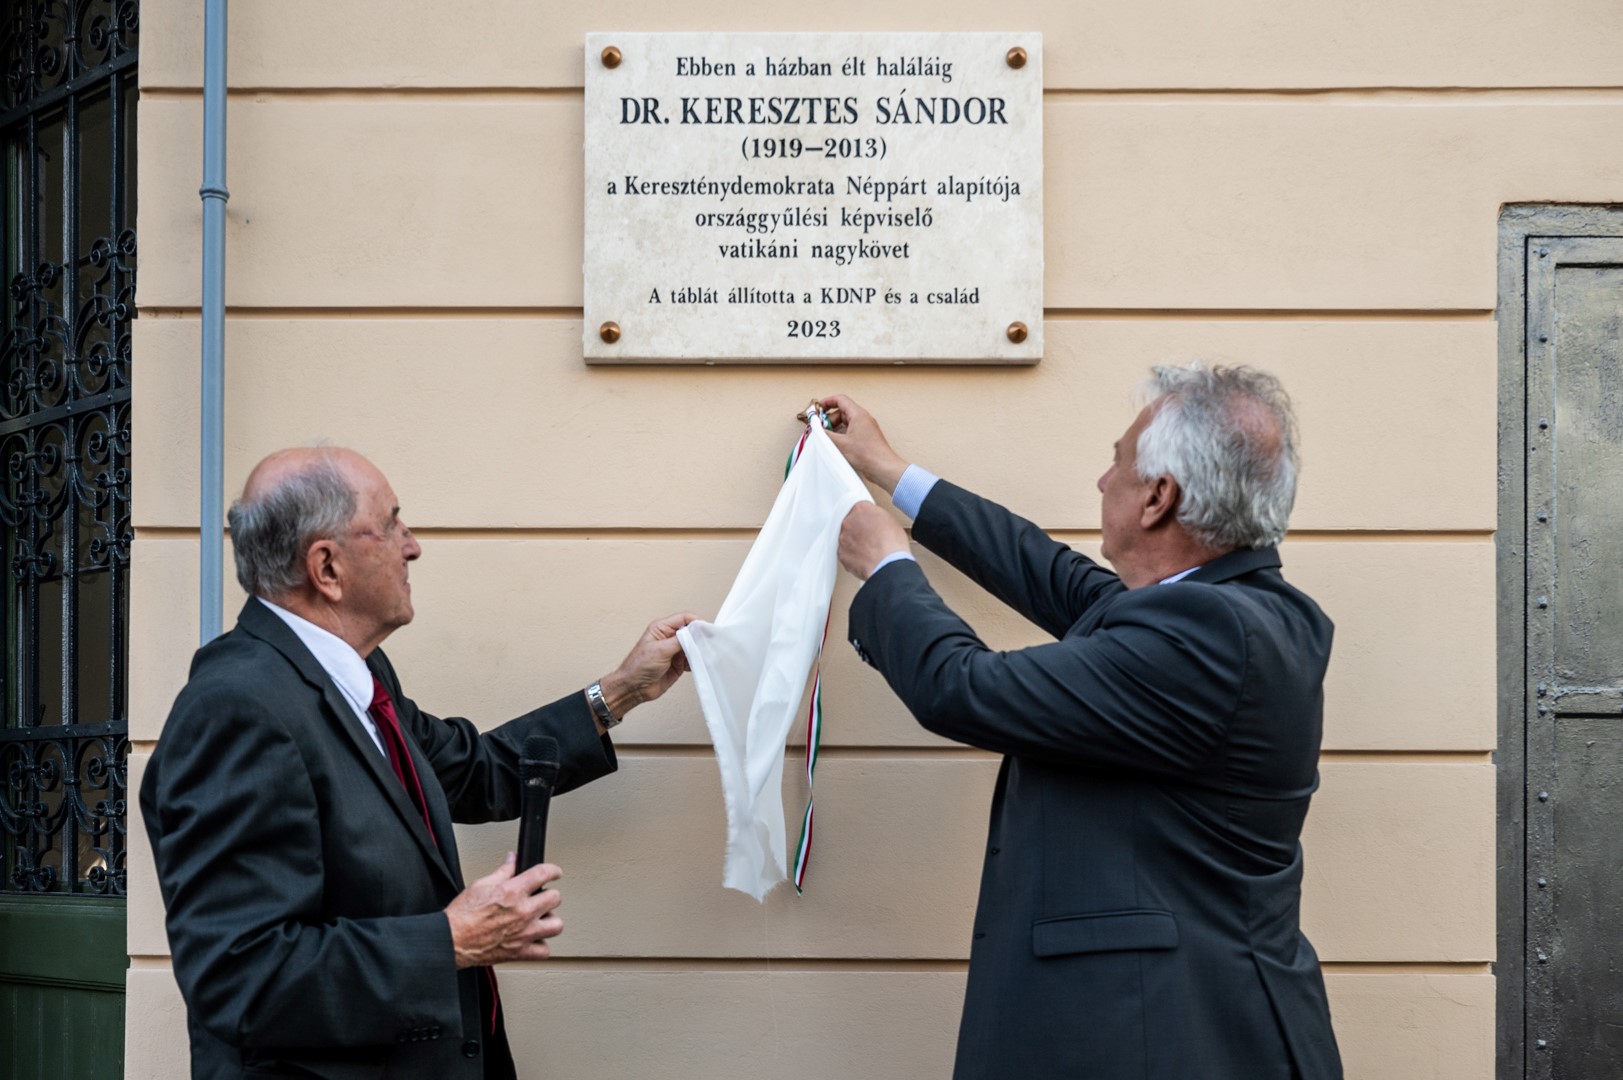 Ebben a házban élt haláláig
DR. KERESZTES SÁNDOR
(1919–2013)
a Kereszténydemokrata Néppárt alapítója
országgyűlési képviselő
vatikáni nagykövet
A táblát állította a KDNP és a család
2023